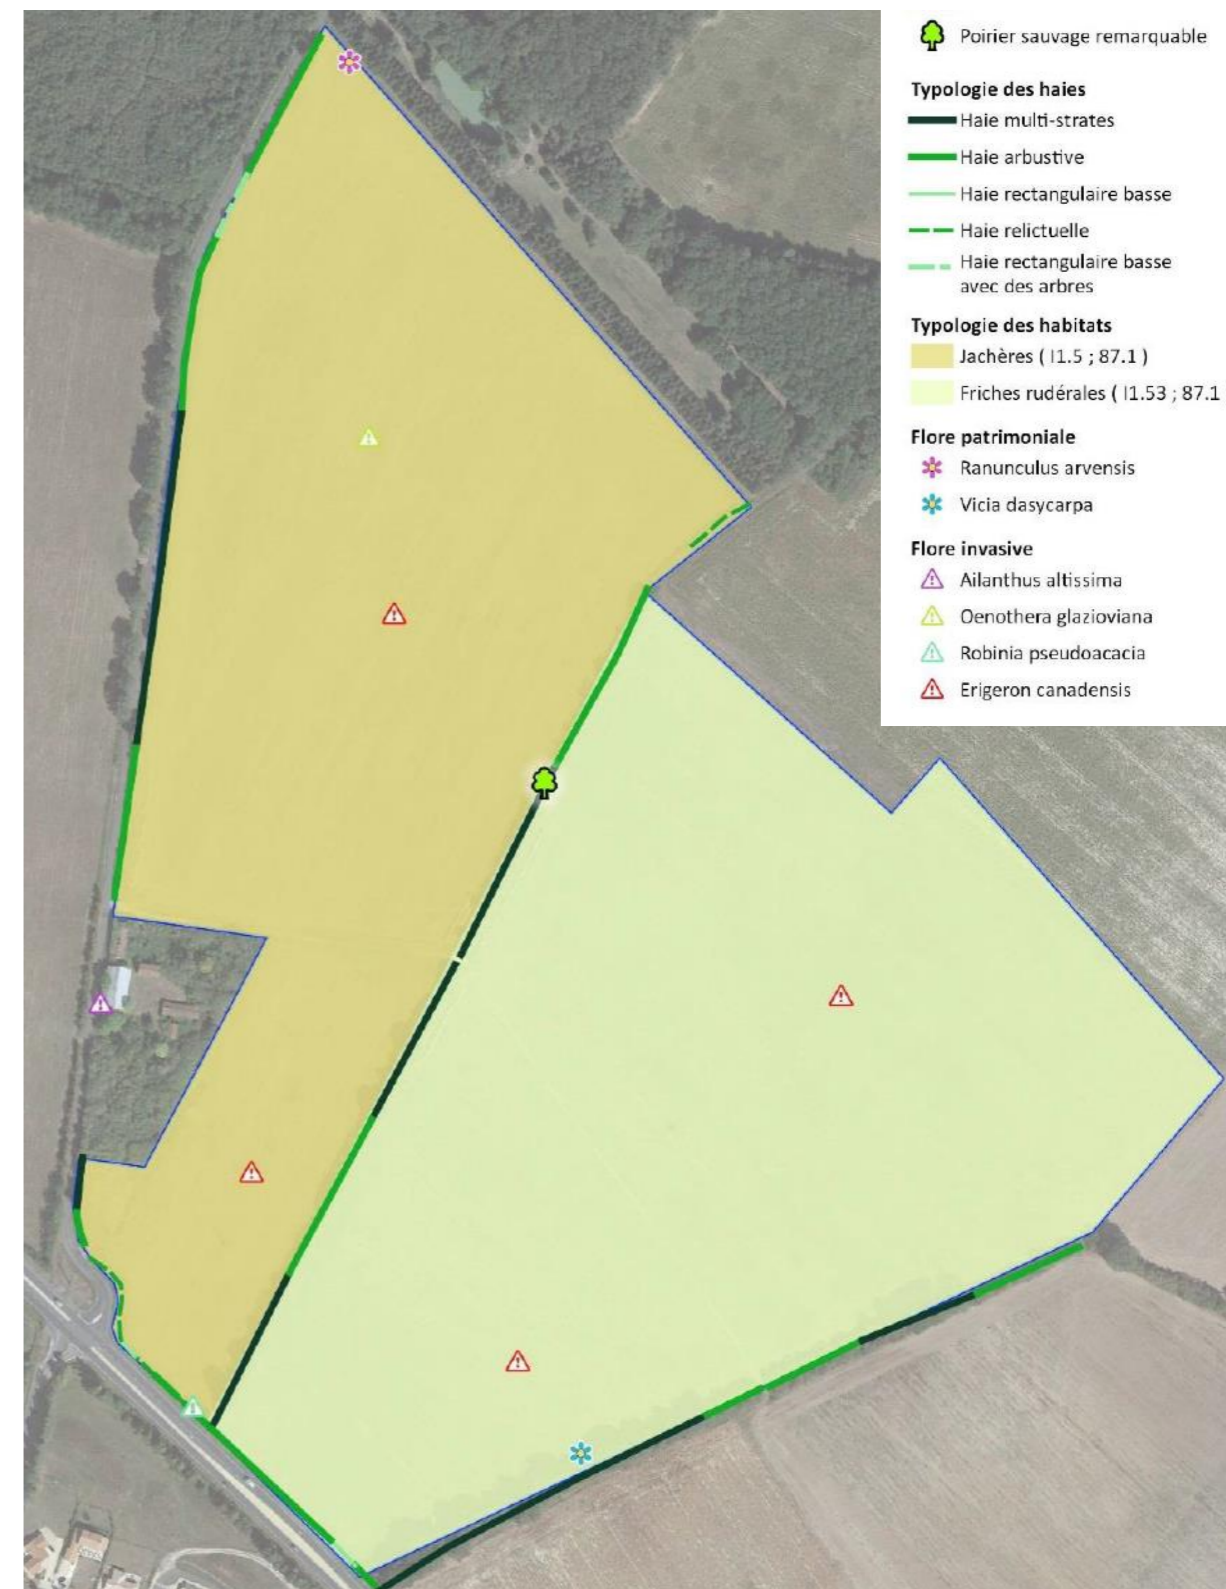 Poirier sauvage remarquable
Typologie des haies
Haie multi-strates
Haie arbustive
Haie rectangulaire basse
Haie relictuelle
Haie rectangulaire basse
avec des arbres
Typologie des habitats
Jachères ( I1.5 ; 87.1 )
Friches rudérales ( I1.53 ; 87.1
Flore patrimoniale
Ranunculus arvensis
Vicia dasycarpa
Flore invasive
Ailanthus altissima
Oenothera glazioviana
Robinia pseudoacacia
Erigeron canadensis